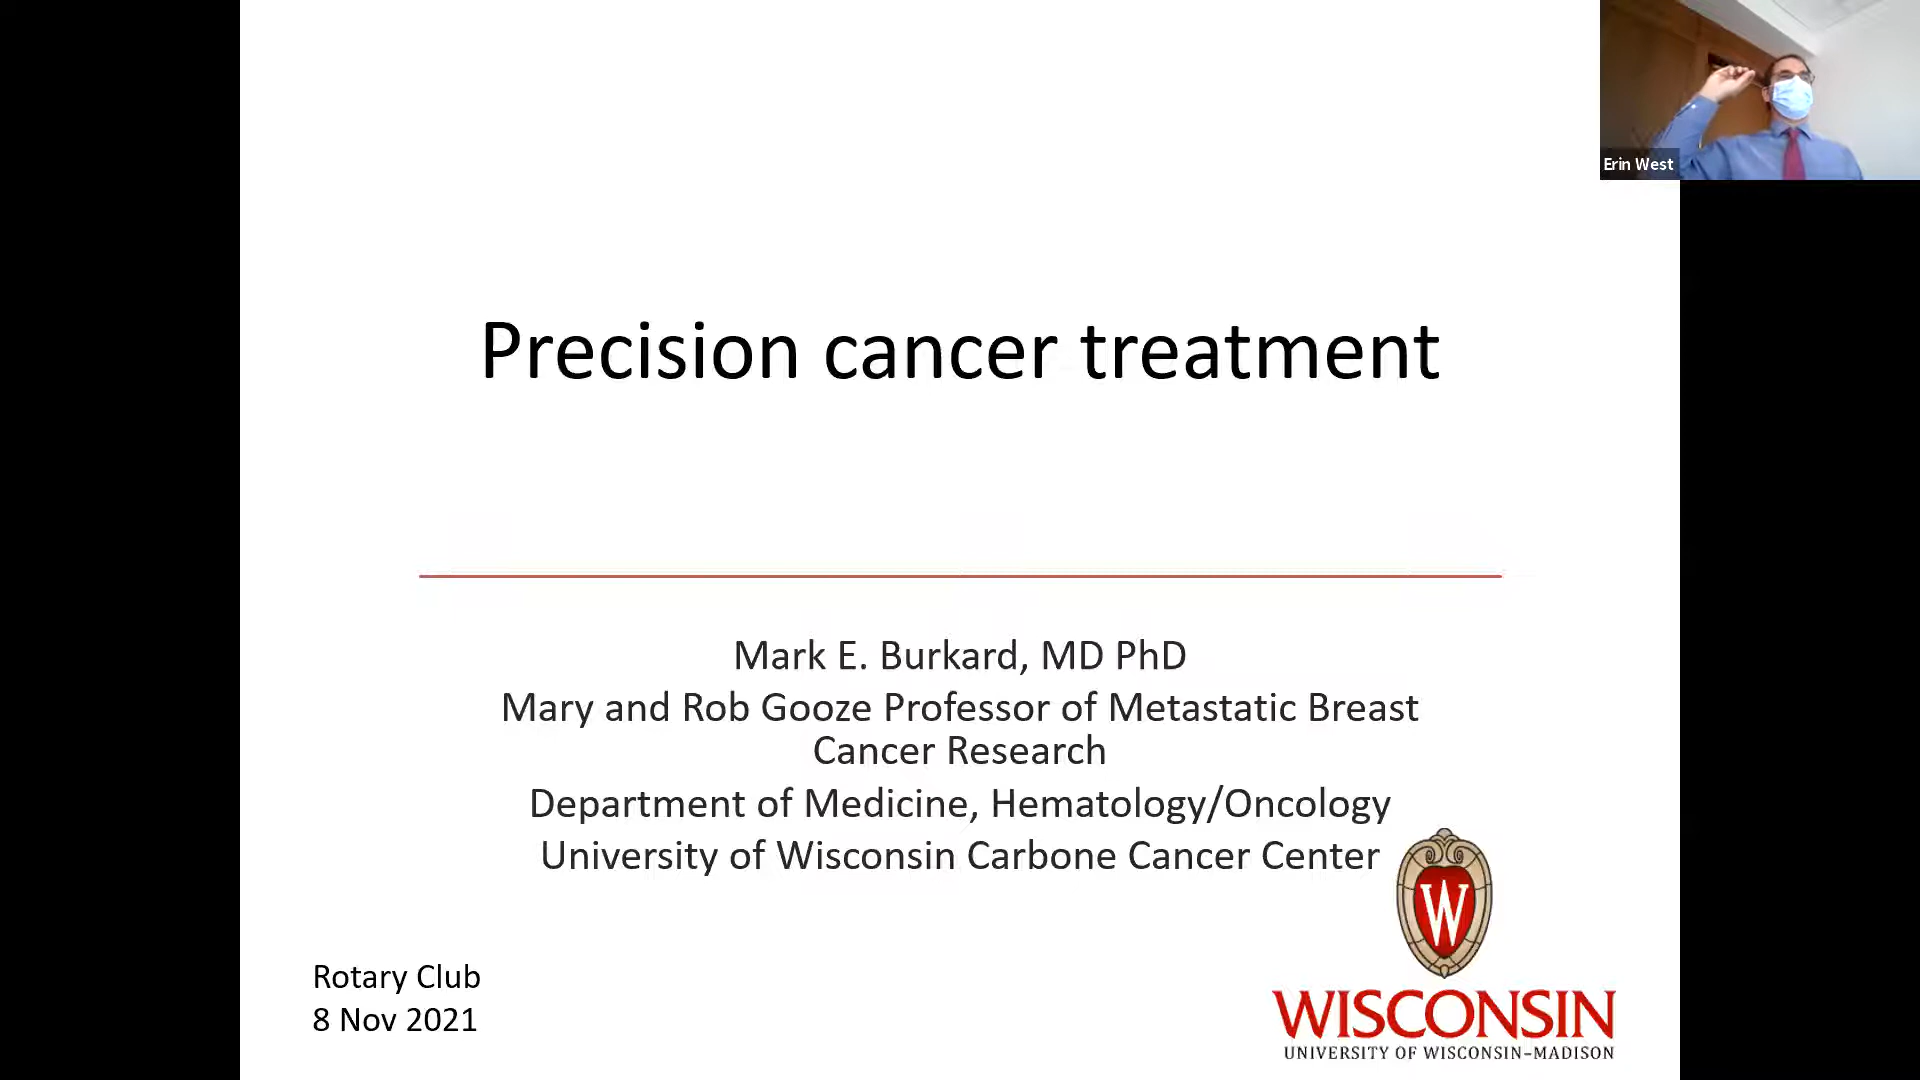 Erin West
Precision cancer treatment
Mark E. Burkard, MD PhD
Mary and Rob Gooze Professor of Metastatic Breast
Cancer Research
Department of Medicine, Hematology/Oncology
University of Wisconsin Carbone Cancer Center
W
Rotary Club
8 Nov 2021
WISCONSIN
UNIVERSITY OF WISCONSIN–MADISON